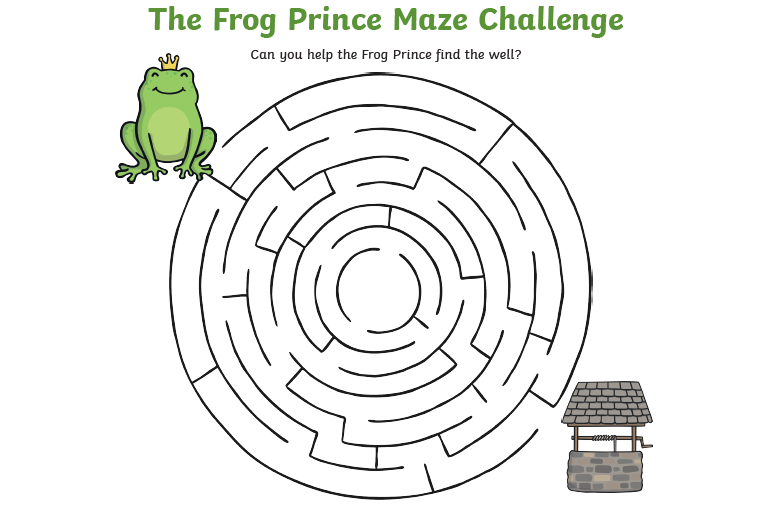 The Frog Prince Maze Challenge
Can you help the Frog Prince find the well?